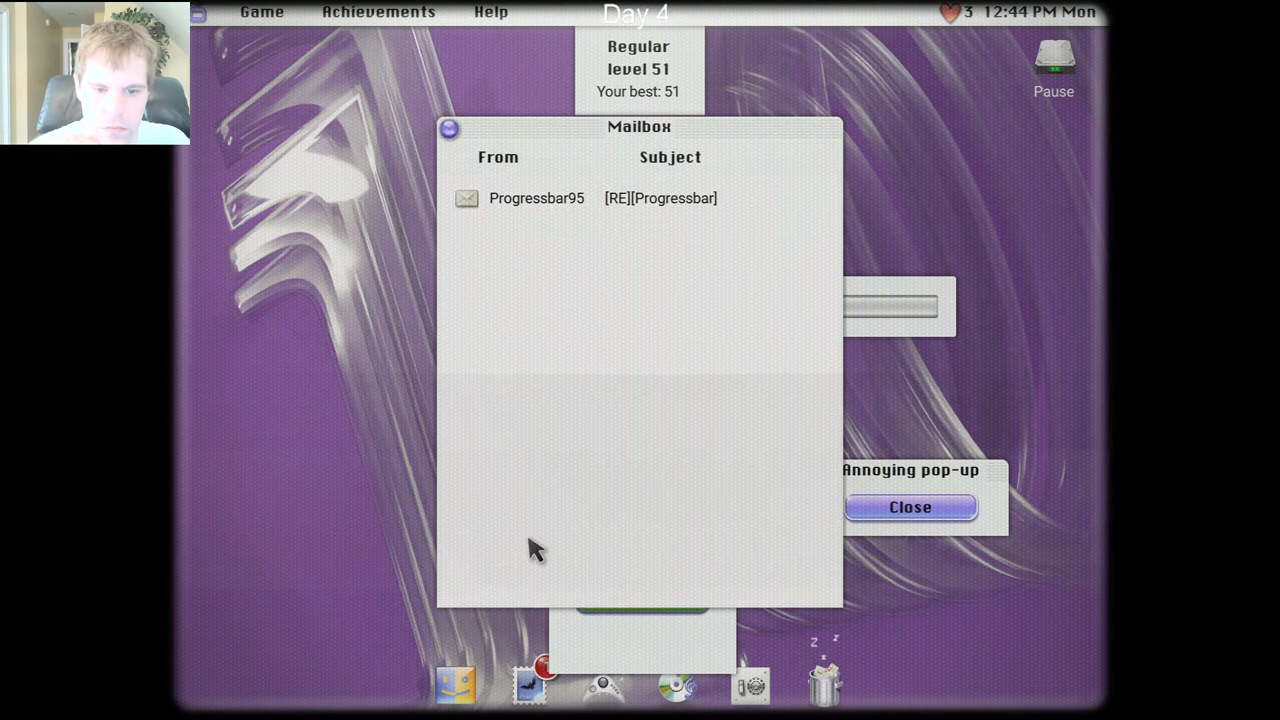 Game Achievements Help Day 4 3 12:44 PM Mon
Regular
level 51
Your best: 51
Pause
Mailbox
From Subject
Progressbar95 [RE][Progressbar]
Annoying pop-up
Close
z z
z